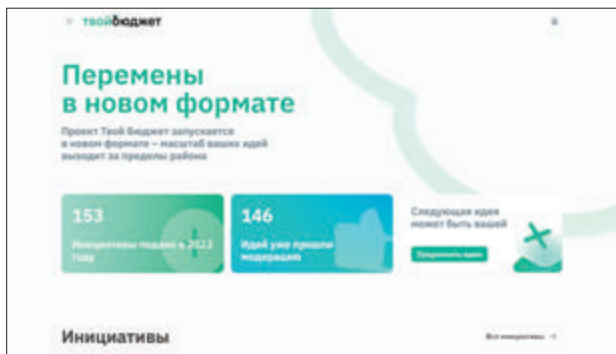 твойбюджет
Перемены
в новом формате
Проект Твой Бюджет запускается
в новом формате – масштаб ваших идей
выходит за пределы района
153
Инициативы подано в 2023
году
146
Идей уже прошли
модерацию
Следующая идея
может быть вашей
Предложить идею
Инициативы
Все инициативы →